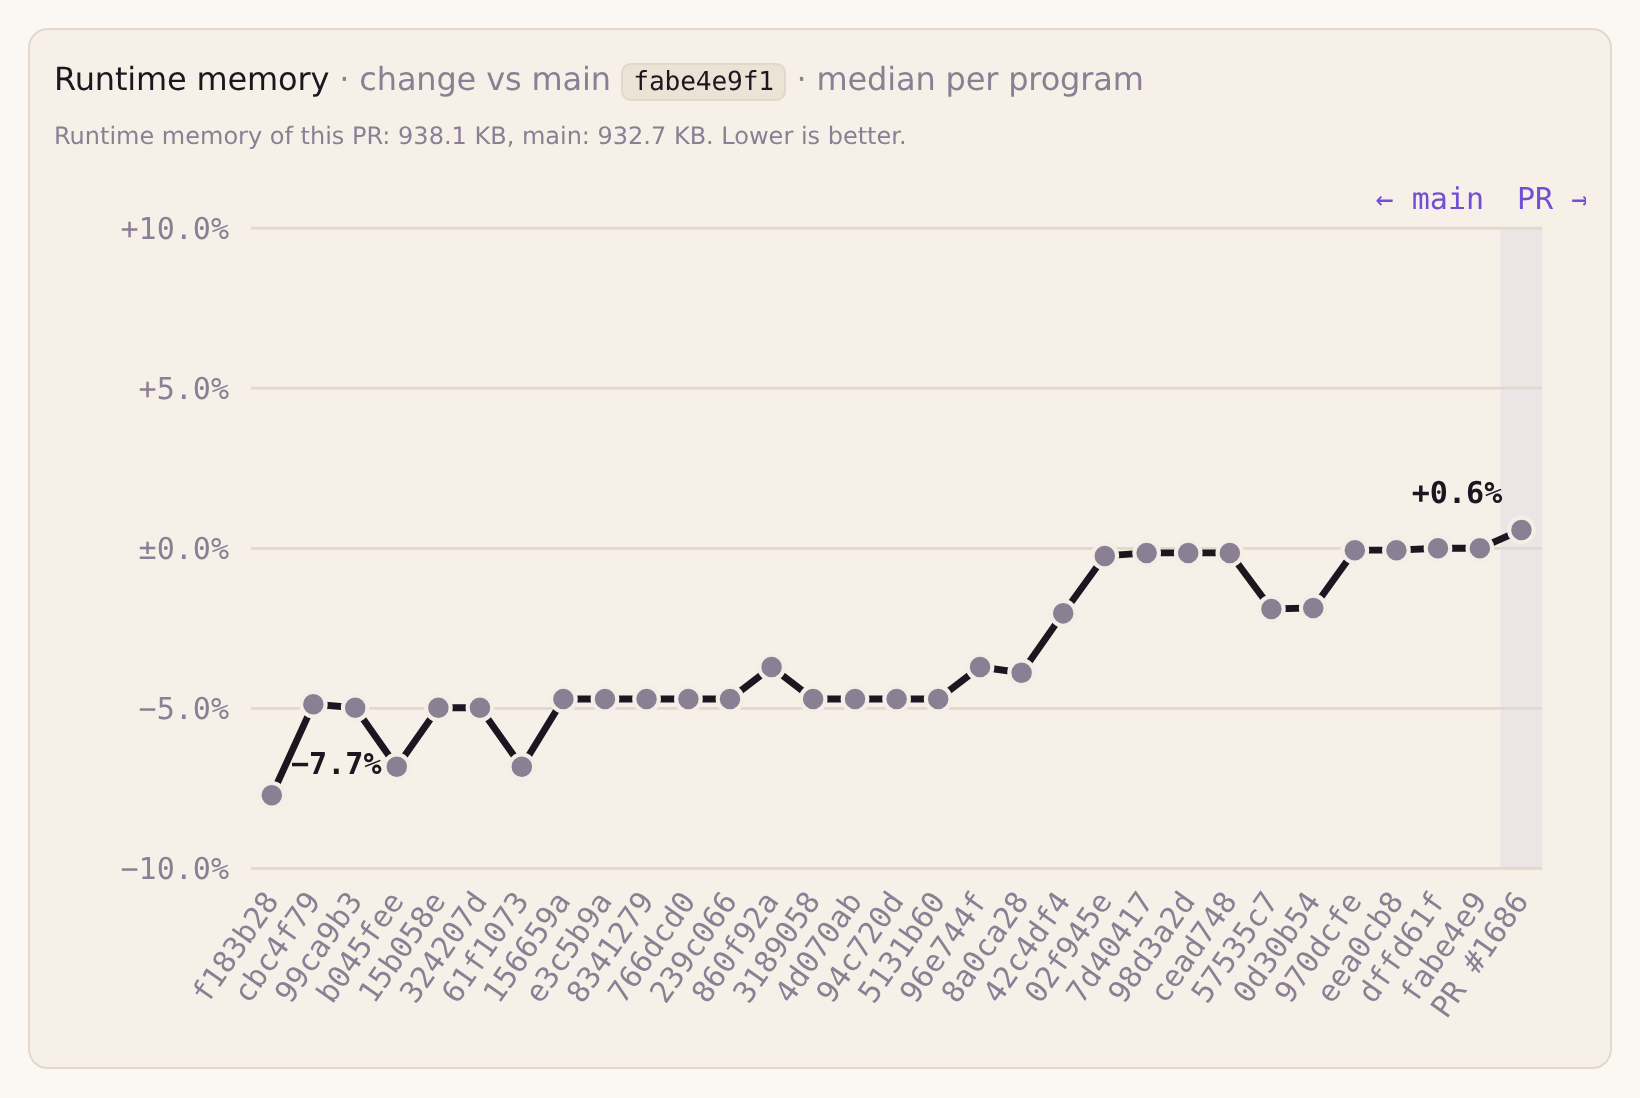 Runtime memory · change vs main fabe4e9f1 · median per program
Runtime memory of this PR: 938.1 KB, main: 932.7 KB. Lower is better.
← main PR →
+10.0%
+5.0%
+0.6%
±0.0%
−5.0%
−7.7%
−10.0%
f183b28
cbc4f79
99ca9b3
b045fee
15b058e
324207d
61f1073
156659a
e3c5b9a
8341279
766dcd0
239c066
860f92a
3189058
4d070ab
94c720d
5131b60
96e744f
8a0ca28
42c4df4
02f945e
7d40417
98d3a2d
cead748
57535c7
0d30b54
970dcfe
eea0cb8
dffd61f
fabe4e9
PR #1686